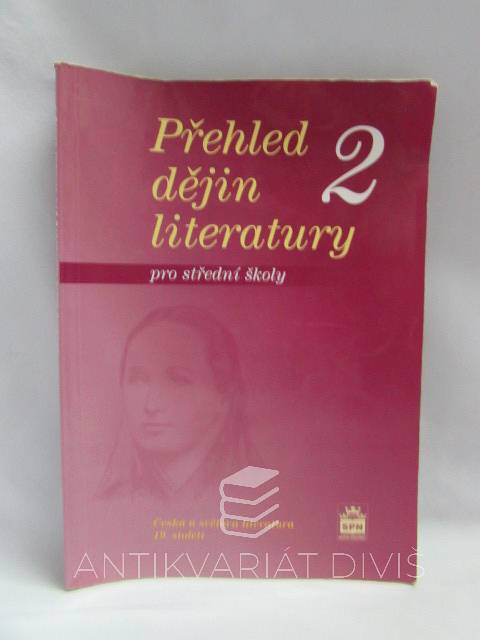 Přehled
dějin
literatury
2
pro střední školy
Česká a světová literatura
19. století
SPN
ANTIKVARIÁT DIVIŠ